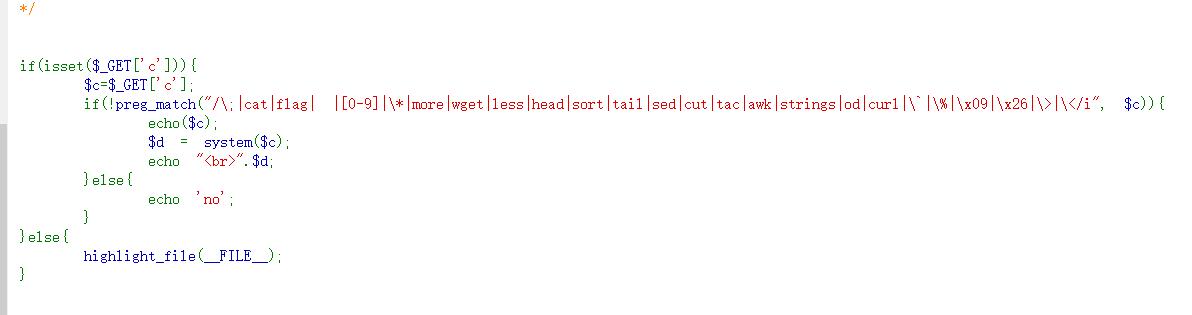 */
if(isset($_GET['c'])){
$c=$_GET['c'];
if(!preg_match("/\;|cat|flag| |[0-9]|\*|more|wget|less|head|sort|tail|sed|cut|tac|awk|strings|od|curl|\`|\%|\x09|\x26|\>|\</i", $c)){
echo($c);
$d = system($c);
echo "<br>".$d;
}else{
echo 'no';
}
}else{
highlight_file(__FILE__);
}